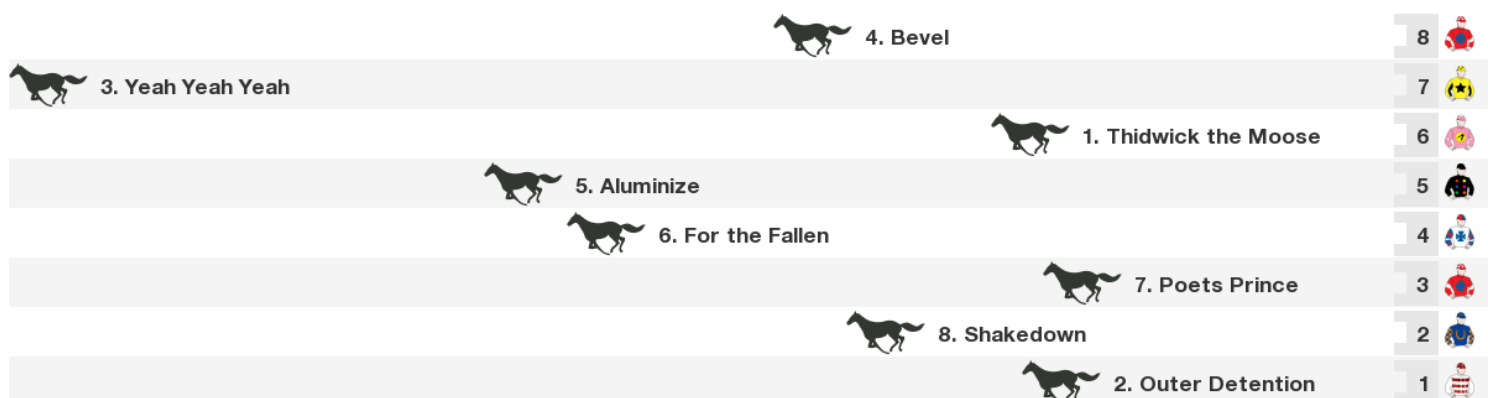 4. Bevel 8
3. Yeah Yeah Yeah 7
1. Thidwick the Moose 6
5. Aluminize 5
6. For the Fallen 4
7. Poets Prince 3
8. Shakedown 2
2. Outer Detention 1